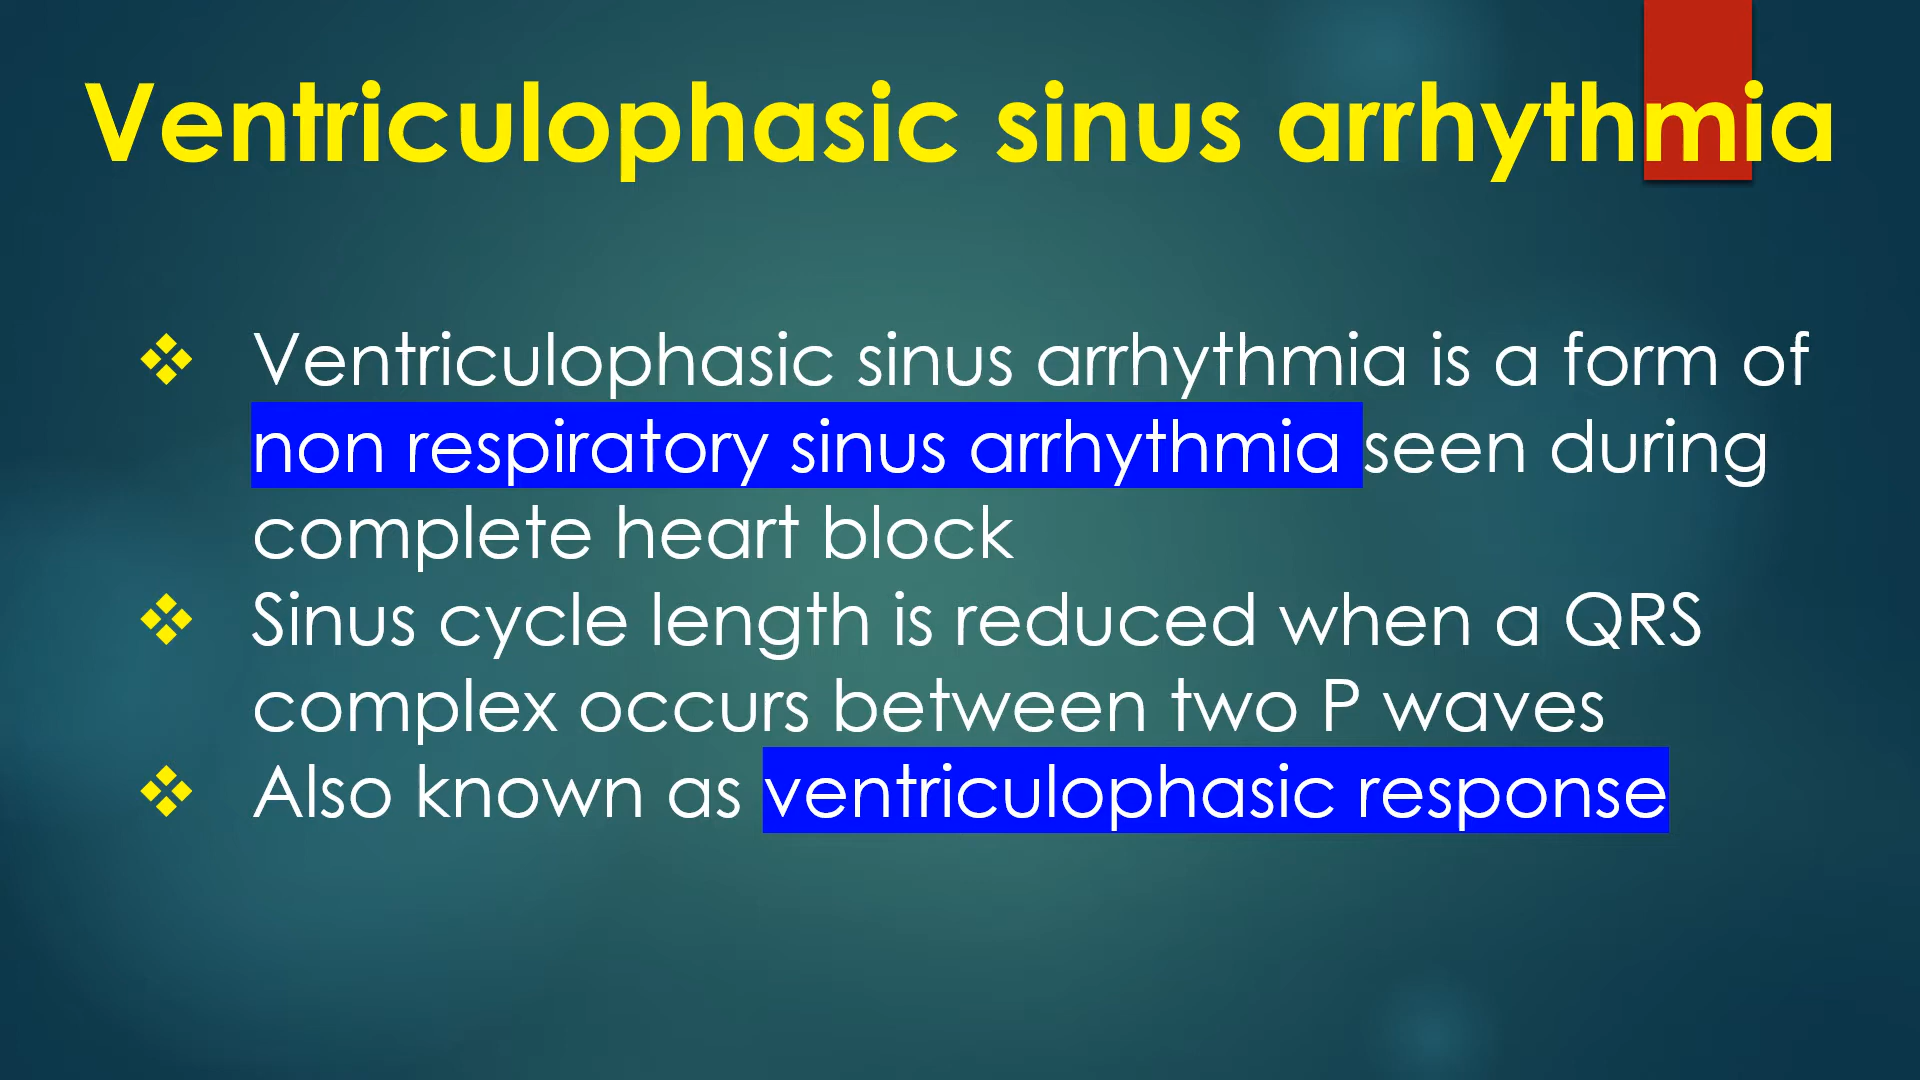 Ventriculophasic sinus arrhythmia
❖ Ventriculophasic sinus arrhythmia is a form of
non respiratory sinus arrhythmia seen during
complete heart block
❖ Sinus cycle length is reduced when a QRS
complex occurs between two P waves
❖ Also known as ventriculophasic response